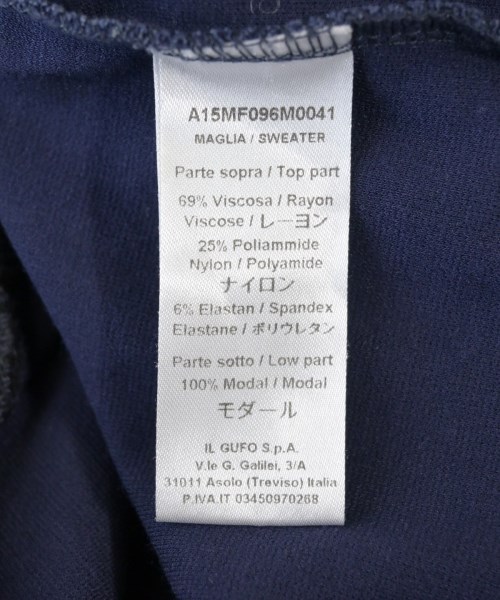 A15MF096M0041
MAGLIA / SWEATER
Parte sopra / Top part
69% Viscosa / Rayon
Viscose / レーヨン
25% Poliammide
Nylon / Polyamide
ナイロン
6% Elastan / Spandex
Elastane / ポリウレタン
Parte sotto / Low part
100% Modal / Modal
モダール
IL GUFO S.p.A.
V.le G. Galilei, 3/A
31011 Asolo (Treviso) Italia
P.IVA.IT 03450970268